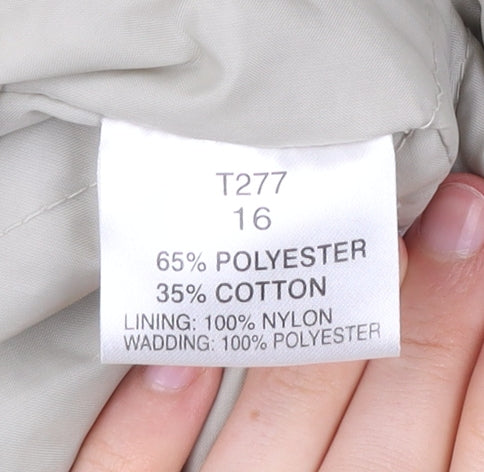 T277
16
65% POLYESTER
35% COTTON
LINING: 100% NYLON
WADDING: 100% POLYESTER